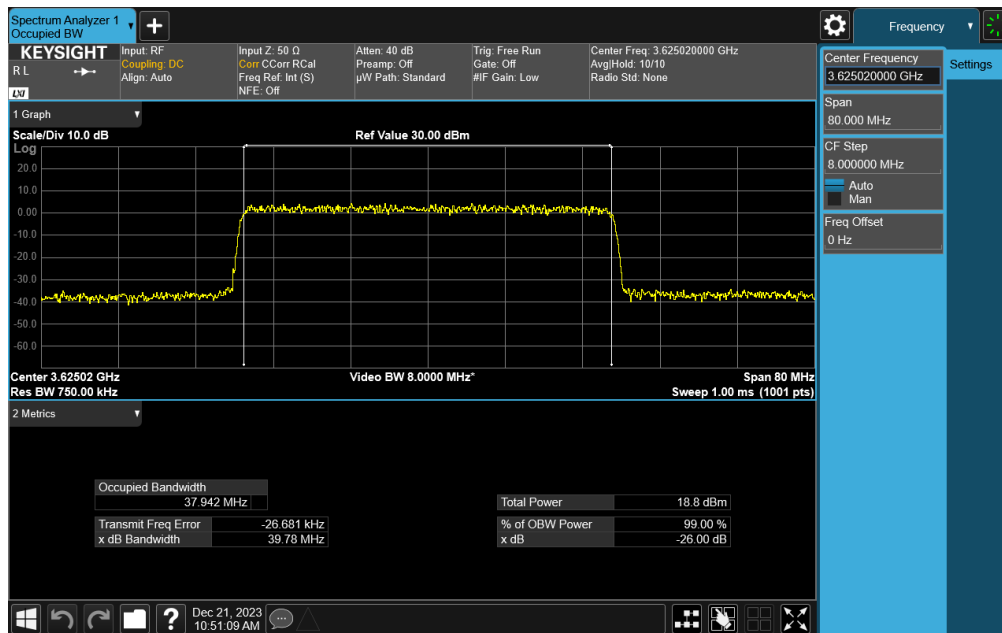 Spectrum Analyzer 1
Occupied BW
Frequency
KEYSIGHT
R L
LXI
Input: RF
Coupling: DC
Align: Auto
Input Z: 50 Ω
Corr CCorr RCal
Freq Ref: Int (S)
NFE: Off
Atten: 40 dB
Preamp: Off
µW Path: Standard
Trig: Free Run
Gate: Off
#IF Gain: Low
Center Freq: 3.625020000 GHz
Avg|Hold: 10/10
Radio Std: None
Center Frequency
3.625020000 GHz
Settings
Span
80.000 MHz
CF Step
8.000000 MHz
Auto
Man
Freq Offset
0 Hz
1 Graph
Scale/Div 10.0 dB
Ref Value 30.00 dBm
Log
20.0
10.0
0.00
-10.0
-20.0
-30.0
-40.0
-50.0
-60.0
Center 3.62502 GHz
Video BW 8.0000 MHz*
Span 80 MHz
Res BW 750.00 kHz
Sweep 1.00 ms (1001 pts)
2 Metrics
Occupied Bandwidth
37.942 MHz
Total Power 18.8 dBm
Transmit Freq Error -26.681 kHz
% of OBW Power 99.00 %
x dB Bandwidth 39.78 MHz
x dB -26.00 dB
?
Dec 21, 2023
10:51:09 AM